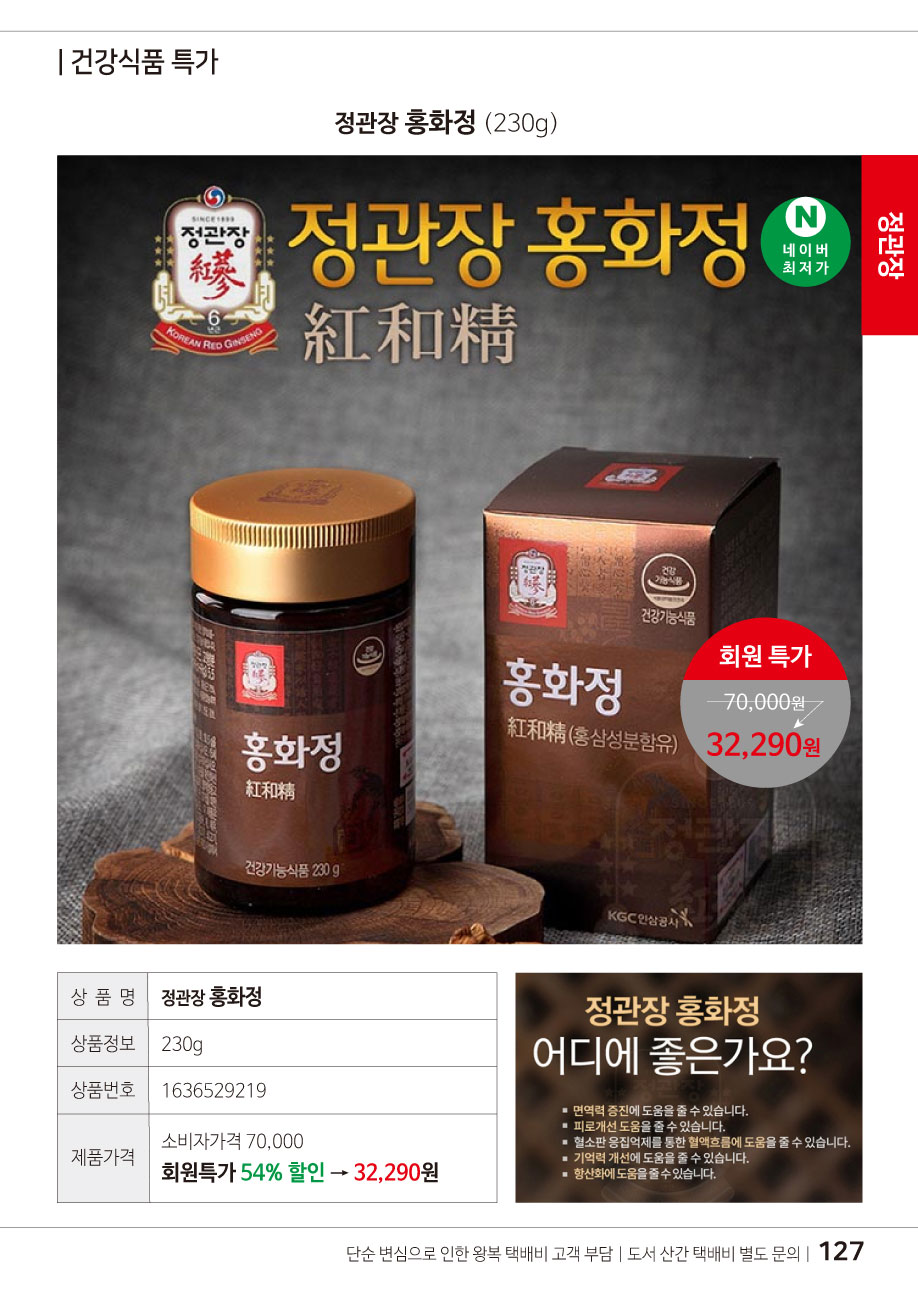 | 건강식품 특가
정관장 홍화정 (230g)
정관장
SINCE 1899
정관장
紅蔘
6
년근
KOREAN RED GINSENG
정관장 홍화정
紅和精
N
네이버
최저가
정관장
紅蔘
건강
기능식품
건강기능식품
홍화정
紅和精 (홍삼성분함유)
KGC인삼공사
홍화정
紅和精
건강기능식품 230 g
회원 특가
70,000원
32,290원
상 품 명 정관장 홍화정
상품정보 230g
상품번호 1636529219
제품가격 소비자가격 70,000
회원특가 54% 할인 → 32,290원
정관장 홍화정
어디에 좋은가요?
▪ 면역력 증진에 도움을 줄 수 있습니다.
▪ 피로개선 도움을 줄 수 있습니다.
▪ 혈소판 응집억제를 통한 혈액흐름에 도움을 줄 수 있습니다.
▪ 기억력 개선에 도움을 줄 수 있습니다.
▪ 항산화에 도움을 줄 수 있습니다.
단순 변심으로 인한 왕복 택배비 고객 부담 | 도서 산간 택배비 별도 문의 | 127